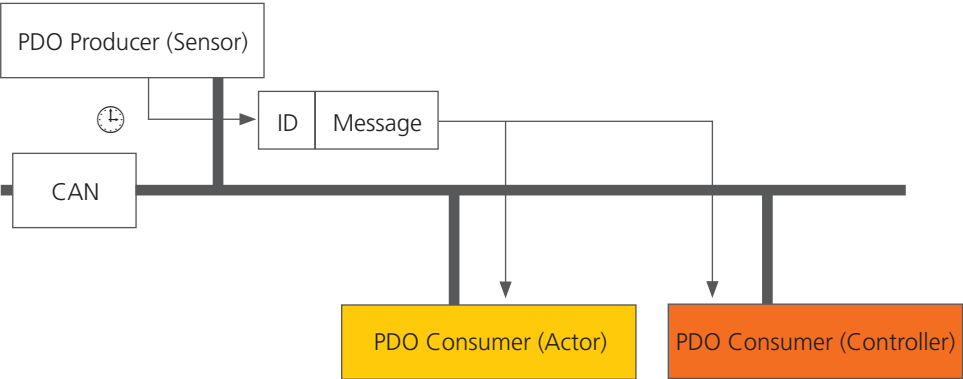 PDO Producer (Sensor)
ID
Message
CAN
PDO Consumer (Actor)
PDO Consumer (Controller)